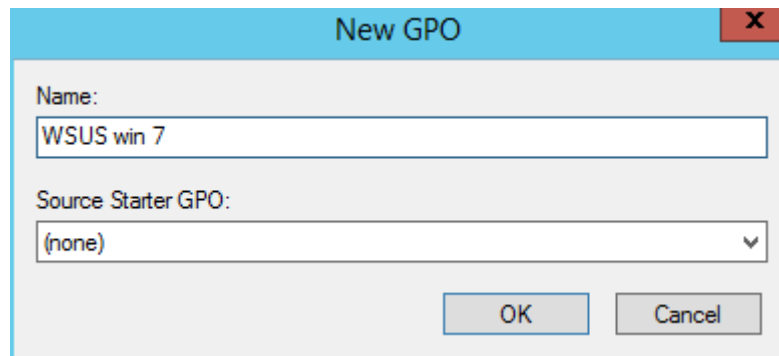 New GPO
x
Name:
WSUS win 7
Source Starter GPO:
(none)
OK Cancel